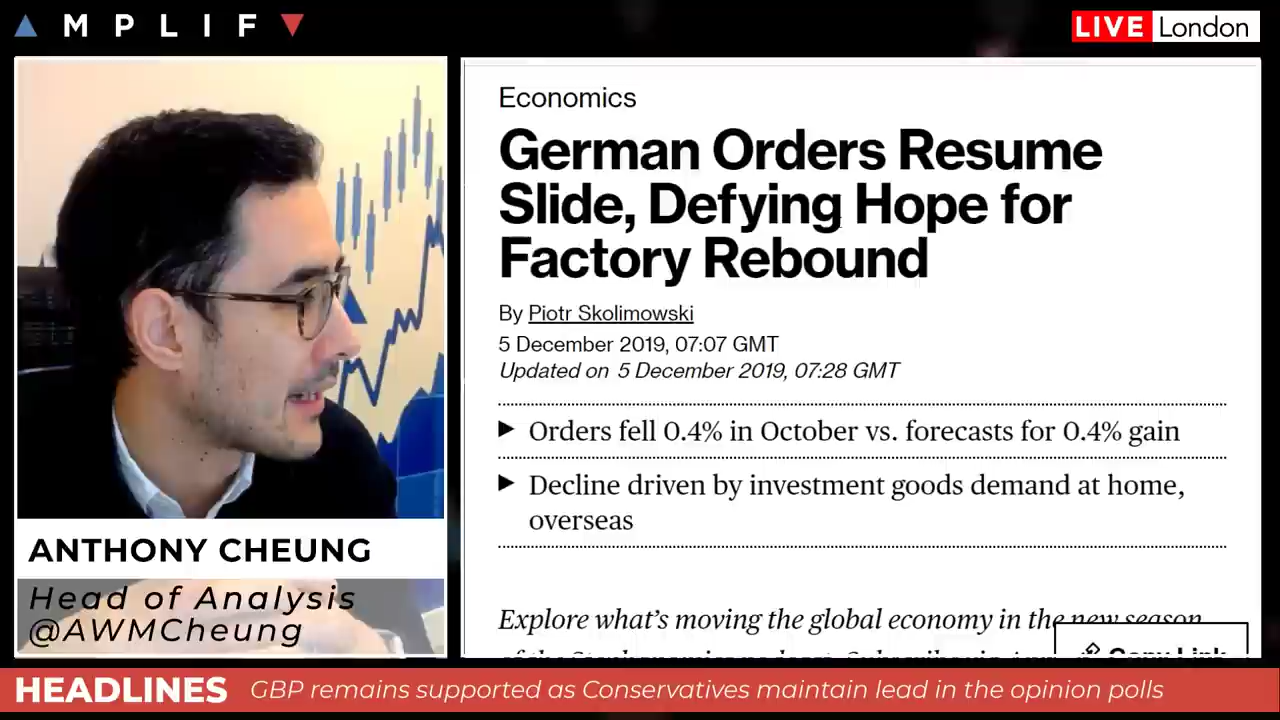 ▲ M P L I F ▼
LIVE London
Economics
German Orders Resume
Slide, Defying Hope for
Factory Rebound
By Piotr Skolimowski
5 December 2019, 07:07 GMT
Updated on 5 December 2019, 07:28 GMT
▶ Orders fell 0.4% in October vs. forecasts for 0.4% gain
▶ Decline driven by investment goods demand at home,
overseas
Explore what's moving the global economy in the new season
Copy Link
ANTHONY CHEUNG
Head of Analysis
@AWMCheung
HEADLINES GBP remains supported as Conservatives maintain lead in the opinion polls